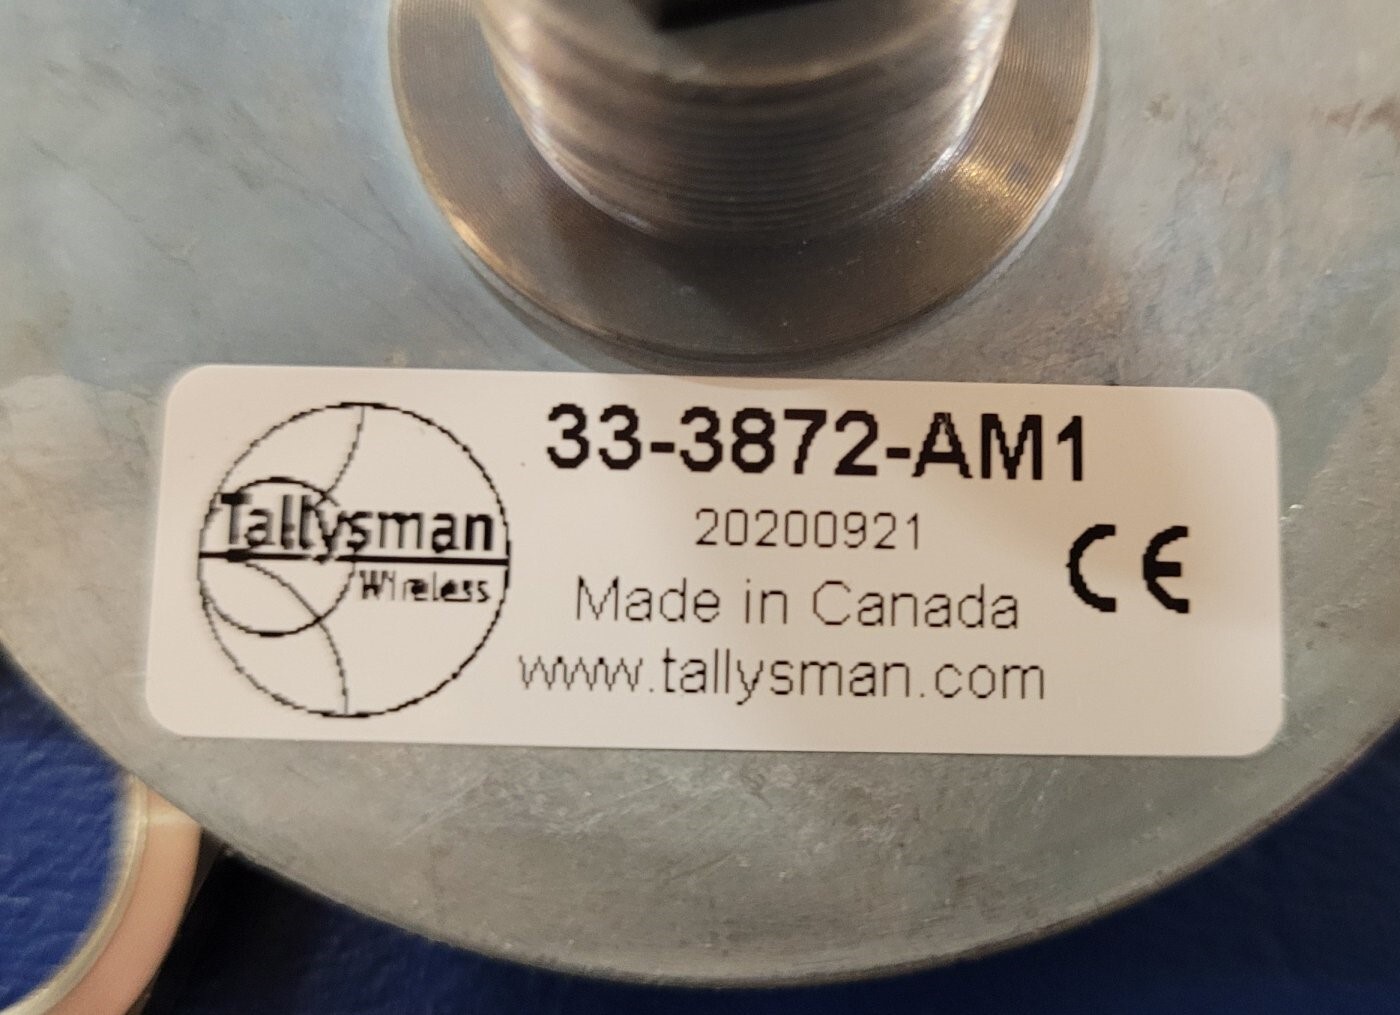 Tallysman
Wireless
33-3872-AM1
20200921
Made in Canada
www.tallysman.com
CE